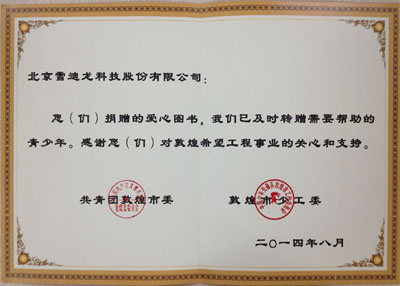 北京雪迪龙科技股份有限公司：
您（们）捐赠的爱心图书，我们已及时转赠需要帮助的
青少年。感谢您（们）对敦煌希望工程事业的关心和支持。
共青团敦煌市委 敦煌市少工委
二〇一四年八月